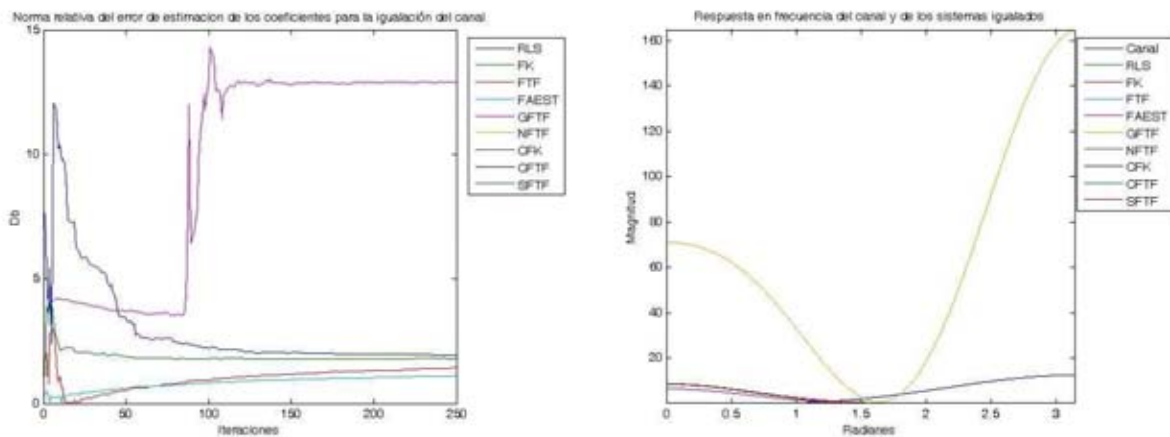 Norma relativa del error de estimacion de los coeficientes para la igualación del canal
15
10
5
0
Db
0 50 100 150 200 250
Iteraciones
RLS
FK
FTF
FAEST
GFTF
NFTF
CFK
CFTF
SFTF
Respuesta en frecuencia del canal y de los sistemas igualados
160
140
120
100
80
60
40
20
Magnitud
0 0.5 1 1.5 2 2.5 3
Radianes
Canal
RLS
FK
FTF
FAEST
GFTF
NFTF
CFK
CFTF
SFTF